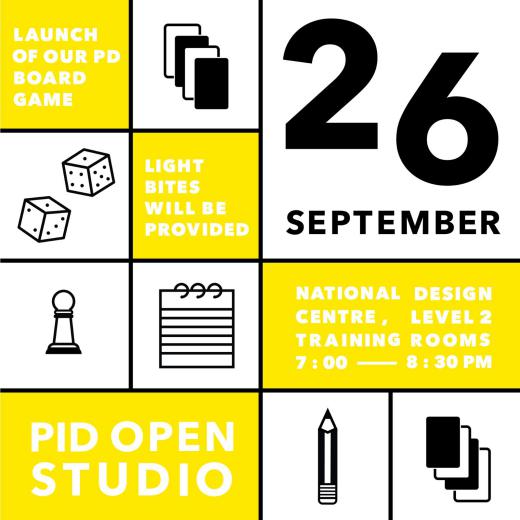 LAUNCH
OF OUR PD
BOARD
GAME
26
SEPTEMBER
LIGHT
BITES
WILL BE
PROVIDED
NATIONAL DESIGN
CENTRE, LEVEL 2
TRAINING ROOMS
7:00 — 8:30 PM
PID OPEN
STUDIO